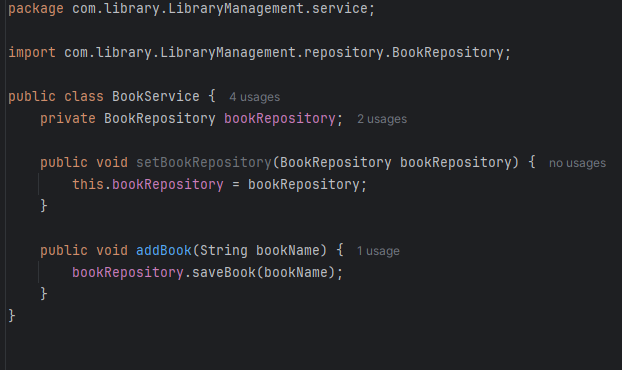 package com.library.LibraryManagement.service;
import com.library.LibraryManagement.repository.BookRepository;
public class BookService { 4 usages
private BookRepository bookRepository; 2 usages
public void setBookRepository(BookRepository bookRepository) { no usages
this.bookRepository = bookRepository;
}
public void addBook(String bookName) { 1 usage
bookRepository.saveBook(bookName);
}
}